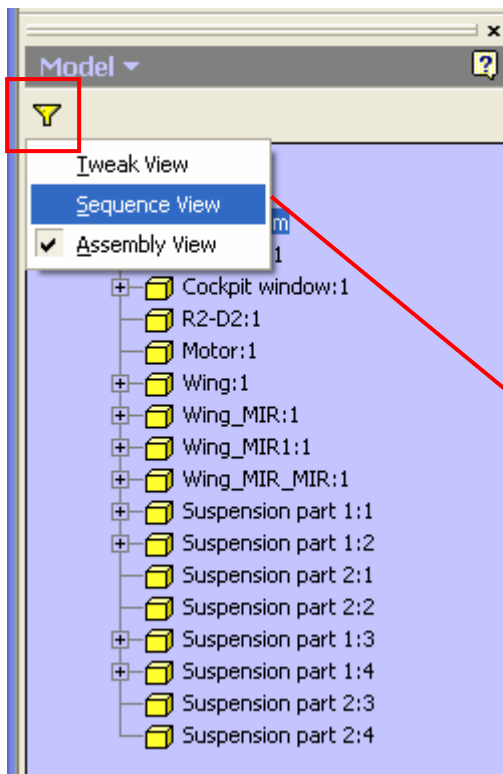 Model
Tweak View
Sequence View
m
Assembly View
1
Cockpit window:1
R2-D2:1
Motor:1
Wing:1
Wing_MIR:1
Wing_MIR1:1
Wing_MIR_MIR:1
Suspension part 1:1
Suspension part 1:2
Suspension part 2:1
Suspension part 2:2
Suspension part 1:3
Suspension part 1:4
Suspension part 2:3
Suspension part 2:4